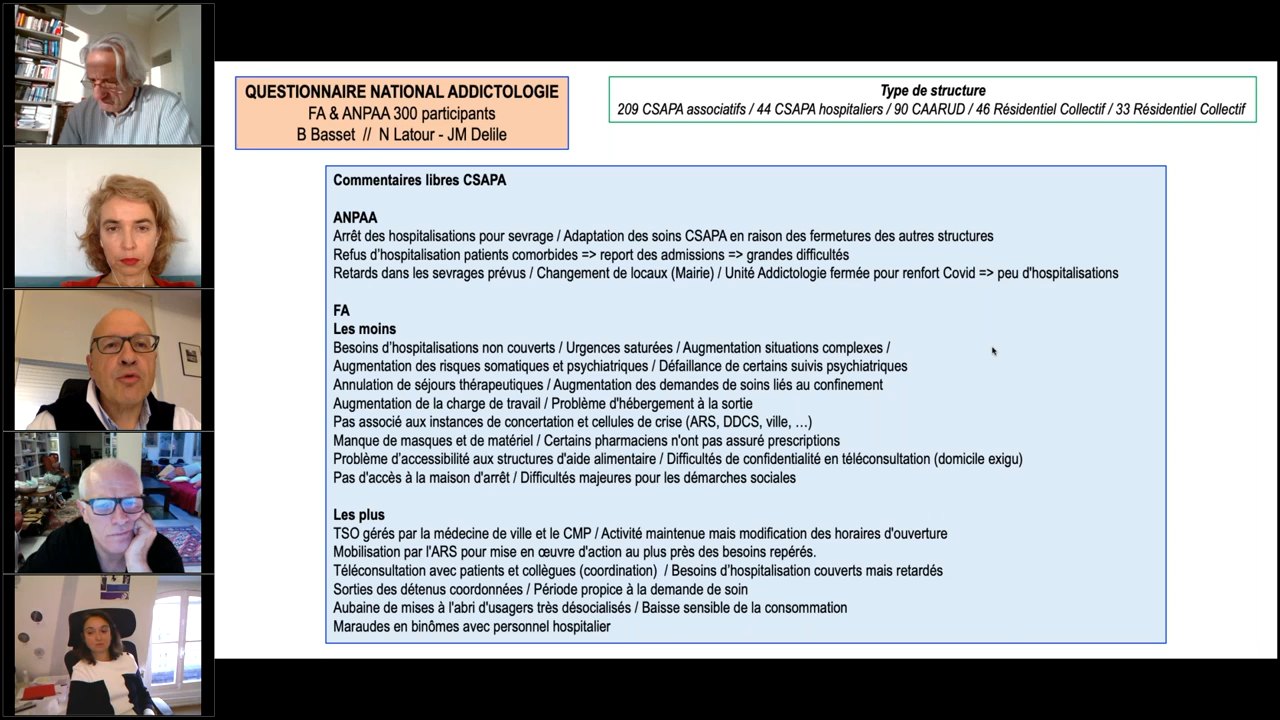 QUESTIONNAIRE NATIONAL ADDICTOLOGIE
FA & ANPAA 300 participants
B Basset // N Latour - JM Delile
Type de structure
209 CSAPA associatifs / 44 CSAPA hospitaliers / 90 CAARUD / 46 Résidentiel Collectif / 33 Résidentiel Collectif
Commentaires libres CSAPA
ANPAA
Arrêt des hospitalisations pour sevrage / Adaptation des soins CSAPA en raison des fermetures des autres structures
Refus d'hospitalisation patients comorbides => report des admissions => grandes difficultés
Retards dans les sevrages prévus / Changement de locaux (Mairie) / Unité Addictologie fermée pour renfort Covid => peu d'hospitalisations
FA
Les moins
Besoins d'hospitalisations non couverts / Urgences saturées / Augmentation situations complexes /
Augmentation des risques somatiques et psychiatriques / Défaillance de certains suivis psychiatriques
Annulation de séjours thérapeutiques / Augmentation des demandes de soins liés au confinement
Augmentation de la charge de travail / Problème d'hébergement à la sortie
Pas associé aux instances de concertation et cellules de crise (ARS, DDCS, ville, …)
Manque de masques et de matériel / Certains pharmaciens n'ont pas assuré prescriptions
Problème d'accessibilité aux structures d'aide alimentaire / Difficultés de confidentialité en téléconsultation (domicile exigu)
Pas d'accès à la maison d'arrêt / Difficultés majeures pour les démarches sociales
Les plus
TSO gérés par la médecine de ville et le CMP / Activité maintenue mais modification des horaires d'ouverture
Mobilisation par l'ARS pour mise en œuvre d'action au plus près des besoins repérés.
Téléconsultation avec patients et collègues (coordination) / Besoins d'hospitalisation couverts mais retardés
Sorties des détenus coordonnées / Période propice à la demande de soin
Aubaine de mises à l'abri d'usagers très désocialisés / Baisse sensible de la consommation
Maraudes en binômes avec personnel hospitalier